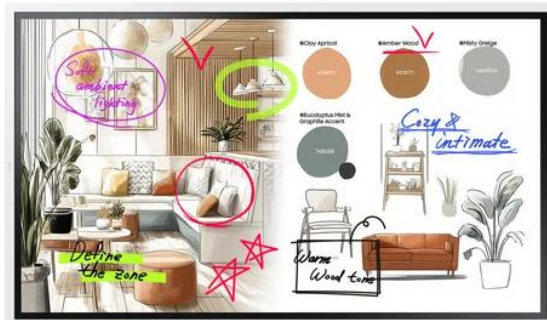 Soft
ambient
lighting
Define
the zone
#Clay Apricot
#Amber Wood
#Misty Greige
#Eucalyptus Mist &
Graphite Accent
Cozy &
intimate
Warm
Wood tone